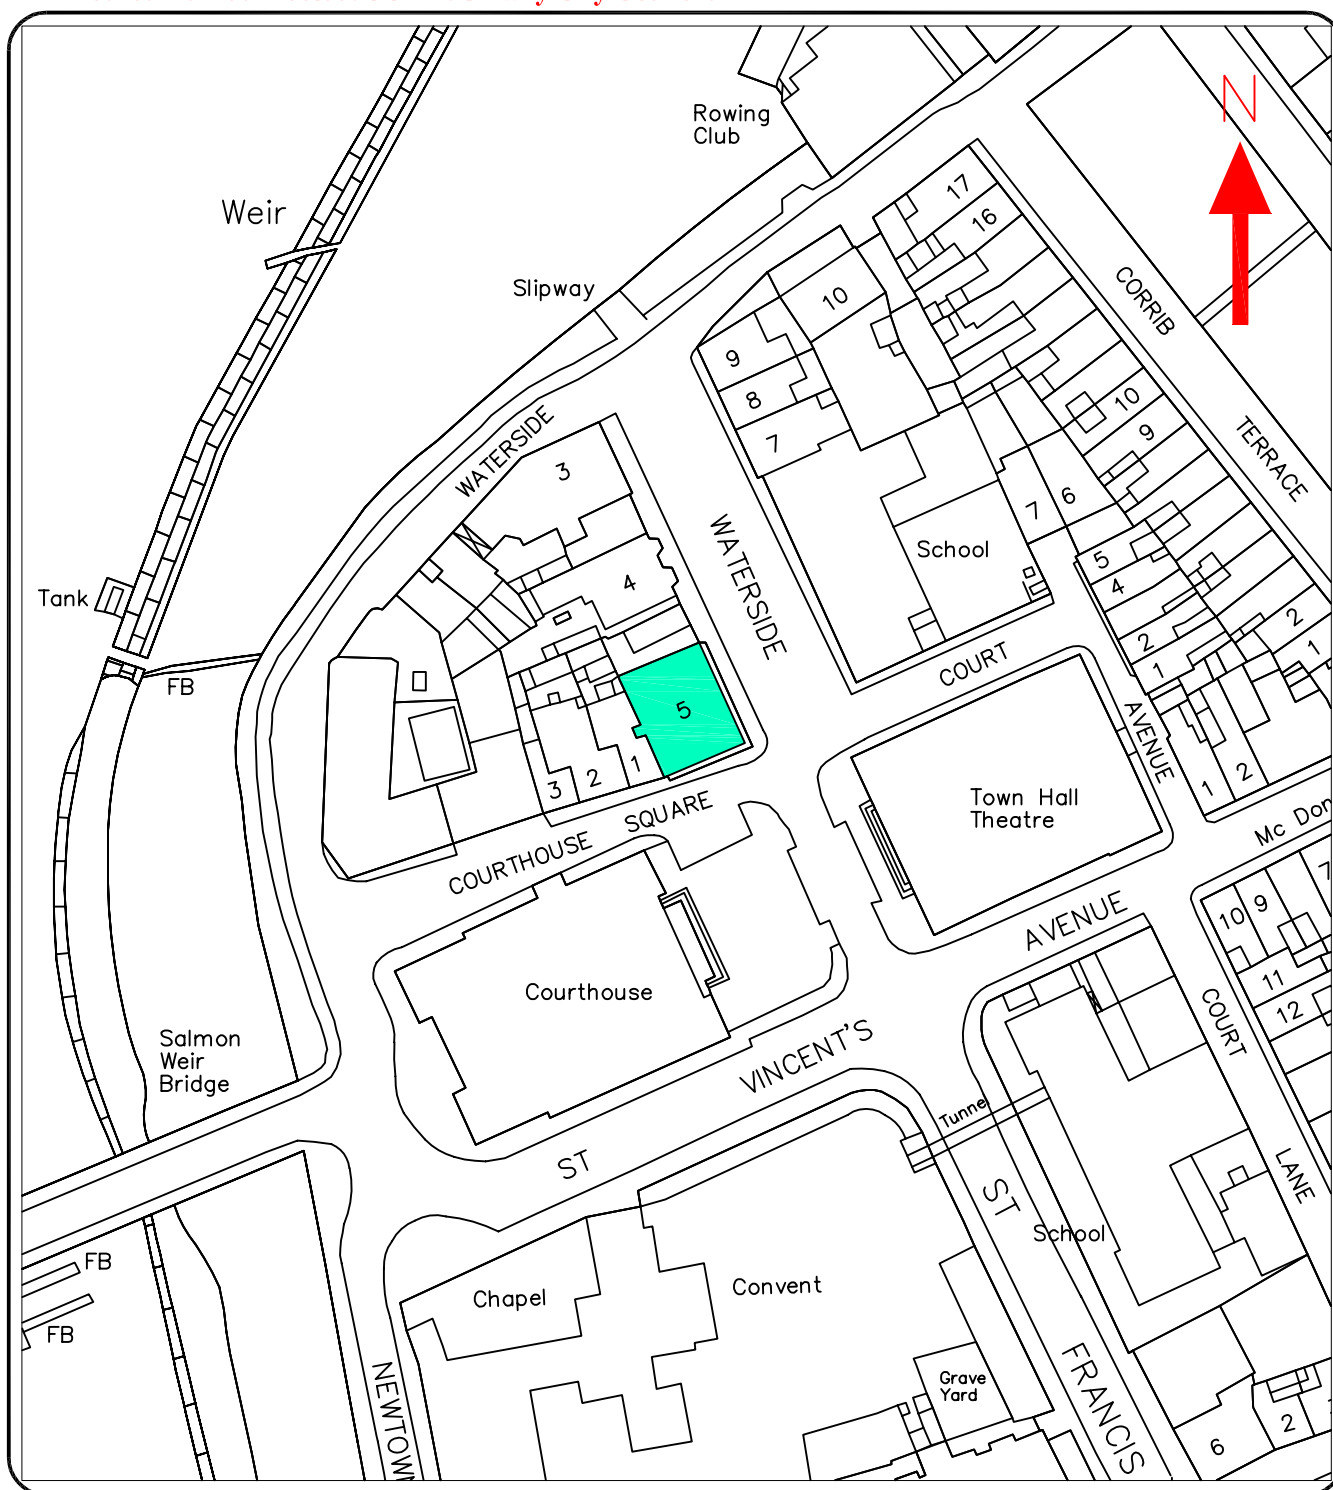 N
Rowing
Club
Weir
17
16
Slipway
10
CORRIB
9
8
7
10
9
WATERSIDE
3
TERRACE
7
6
WATERSIDE
School
5
4
4
Tank
2
1
2
1
COURT
FB
5
AVENUE
3
2
1
1
2
SQUARE
Town Hall
Theatre
Mc Don
COURTHOUSE
7
10
9
AVENUE
11
12
Courthouse
COURT
Salmon
Weir
Bridge
VINCENT'S
Tunnel
ST
ST
LANE
School
FB
Chapel
Convent
FB
NEWTOWN
Grave
Yard
FRANCIS
6
2